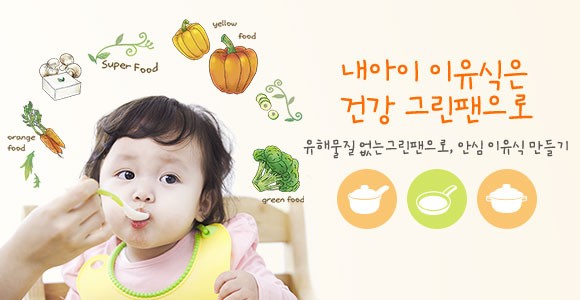 yellow
food
Super Food
orange
food
green food
내아이 이유식은
건강 그린팬으로
유해물질 없는그린팬으로, 안심 이유식 만들기